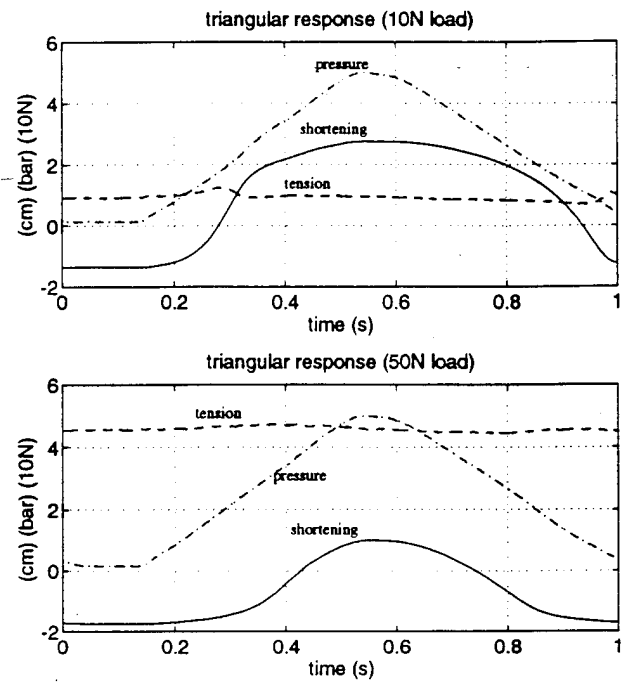 triangular response (10N load)
(cm) (bar) (10N)
6
4
2
0
-2
pressure
shortening
tension
0 0.2 0.4 0.6 0.8 1
time (s)
triangular response (50N load)
(cm) (bar) (10N)
6
4
2
0
-2
tension
pressure
shortening
0 0.2 0.4 0.6 0.8 1
time (s)